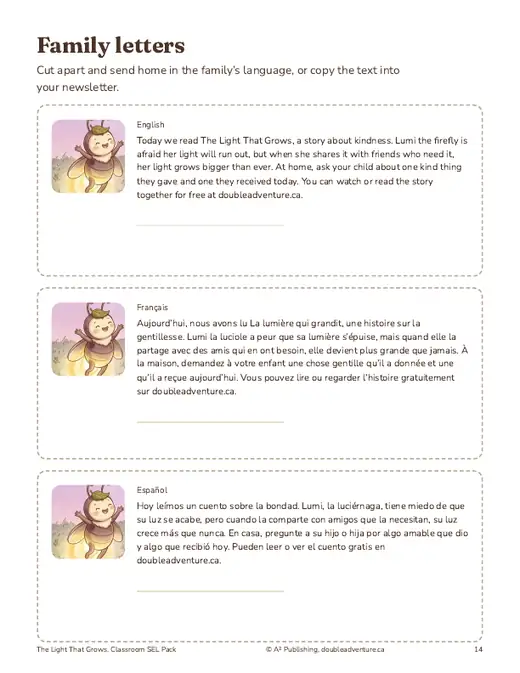 Family letters
Cut apart and send home in the family's language, or copy the text into
your newsletter.
English
Today we read The Light That Grows, a story about kindness. Lumi the firefly is
afraid her light will run out, but when she shares it with friends who need it,
her light grows bigger than ever. At home, ask your child about one kind thing
they gave and one they received today. You can watch or read the story
together for free at doubleadventure.ca.
Français
Aujourd'hui, nous avons lu La lumière qui grandit, une histoire sur la
gentillesse. Lumi la luciole a peur que sa lumière s'épuise, mais quand elle la
partage avec des amis qui en ont besoin, elle devient plus grande que jamais. À
la maison, demandez à votre enfant une chose gentille qu'il a donnée et une
qu'il a reçue aujourd'hui. Vous pouvez lire ou regarder l'histoire gratuitement
sur doubleadventure.ca.
Español
Hoy leímos un cuento sobre la bondad. Lumi, la luciérnaga, tiene miedo de que
su luz se acabe, pero cuando la comparte con amigos que la necesitan, su luz
crece más que nunca. En casa, pregunte a su hijo o hija por algo amable que dio
y algo que recibió hoy. Pueden leer o ver el cuento gratis en
doubleadventure.ca.
The Light That Grows, Classroom SEL Pack
© A² Publishing, doubleadventure.ca
14